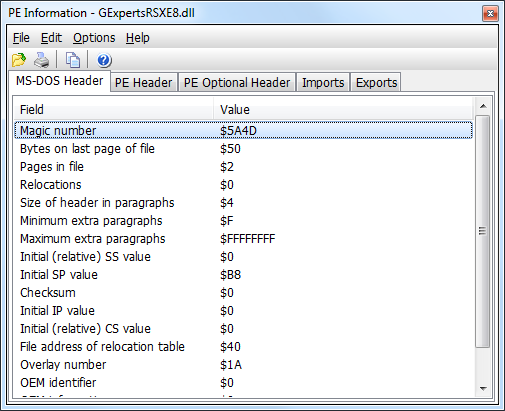 PE Information - GExpertsRSXE8.dll
File Edit Options Help
MS-DOS Header PE Header PE Optional Header Imports Exports
Field Value
Magic number $5A4D
Bytes on last page of file $50
Pages in file $2
Relocations $0
Size of header in paragraphs $4
Minimum extra paragraphs $F
Maximum extra paragraphs $FFFFFFFF
Initial (relative) SS value $0
Initial SP value $B8
Checksum $0
Initial IP value $0
Initial (relative) CS value $0
File address of relocation table $40
Overlay number $1A
OEM identifier $0